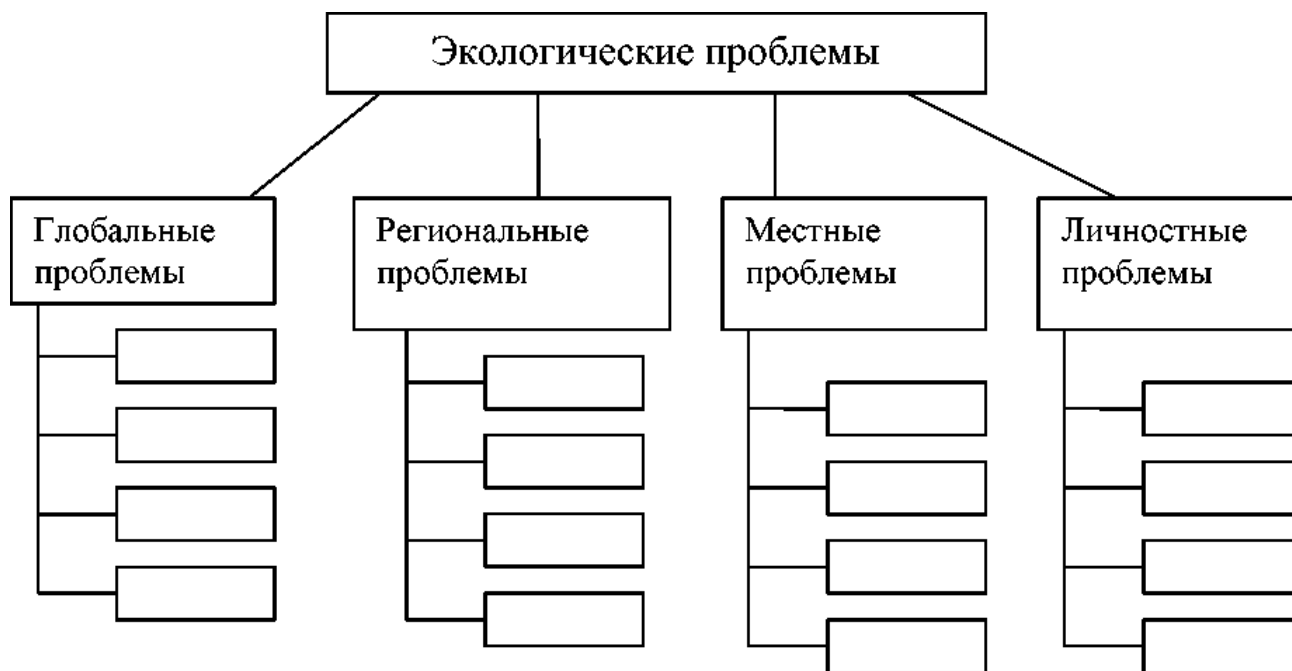 Экологические проблемы
Глобальные
проблемы
Региональные
проблемы
Местные
проблемы
Личностные
проблемы